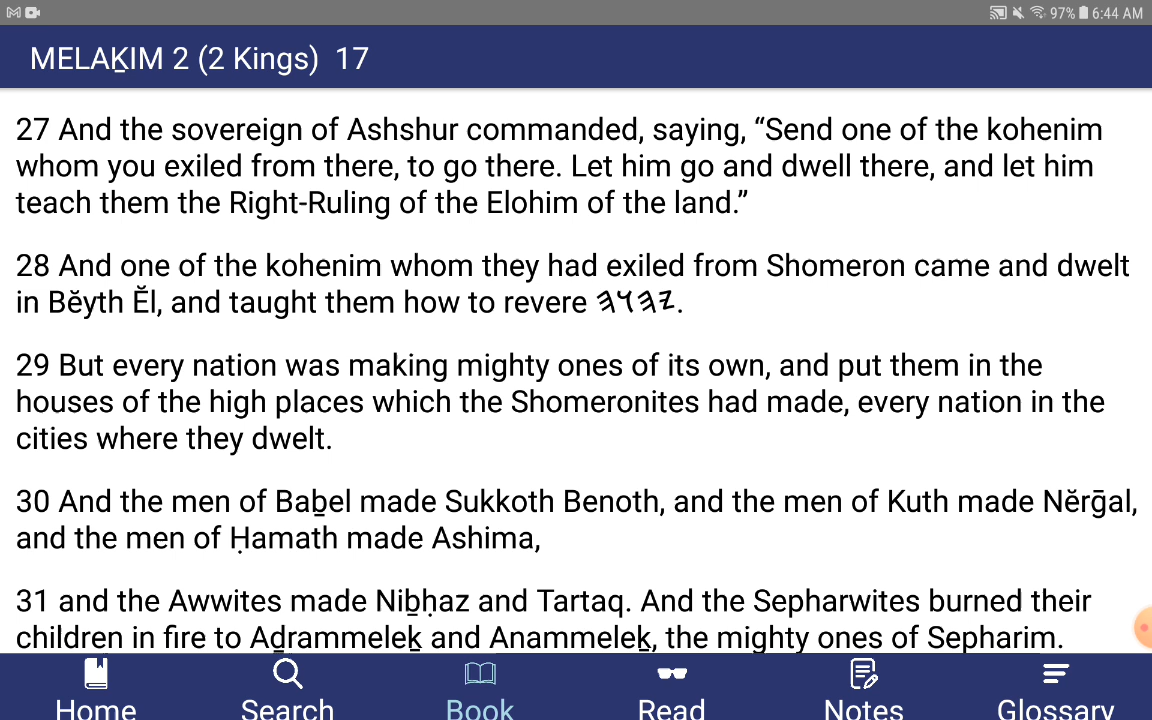 97% 6:44 AM
MELAḴIM 2 (2 Kings) 17
27 And the sovereign of Ashshur commanded, saying, “Send one of the kohenim
whom you exiled from there, to go there. Let him go and dwell there, and let him
teach them the Right-Ruling of the Elohim of the land.”
28 And one of the kohenim whom they had exiled from Shomeron came and dwelt
in Bĕyth Ĕl, and taught them how to revere 𐤉𐤄𐤅𐤄.
29 But every nation was making mighty ones of its own, and put them in the
houses of the high places which the Shomeronites had made, every nation in the
cities where they dwelt.
30 And the men of Baḇel made Sukkoth Benoth, and the men of Kuth made Nĕrḡal,
and the men of Ḥamath made Ashima,
31 and the Awwites made Niḇḥaz and Tartaq. And the Sepharwites burned their
children in fire to Aḏrammeleḵ and Anammeleḵ, the mighty ones of Sepharim.
Home Search Book Read Notes Glossary